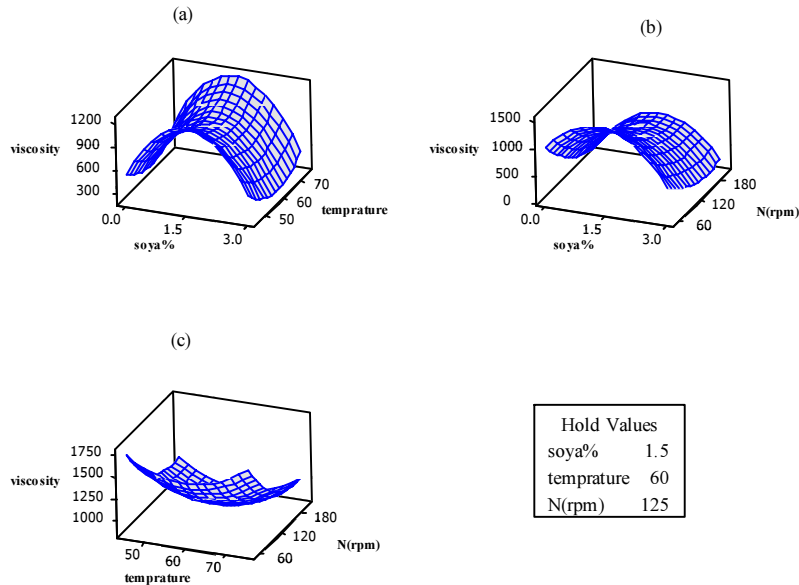 (a)
1200
900
600
300
viscosity
0.0
1.5
3.0
soya%
50
60
70
temprature
(b)
1500
1000
500
0
viscosity
0.0
1.5
3.0
soya%
60
120
180
N(rpm)
(c)
1750
1500
1250
1000
viscosity
50
60
70
temprature
60
120
180
N(rpm)
Hold Values
soya% 1.5
temprature 60
N(rpm) 125